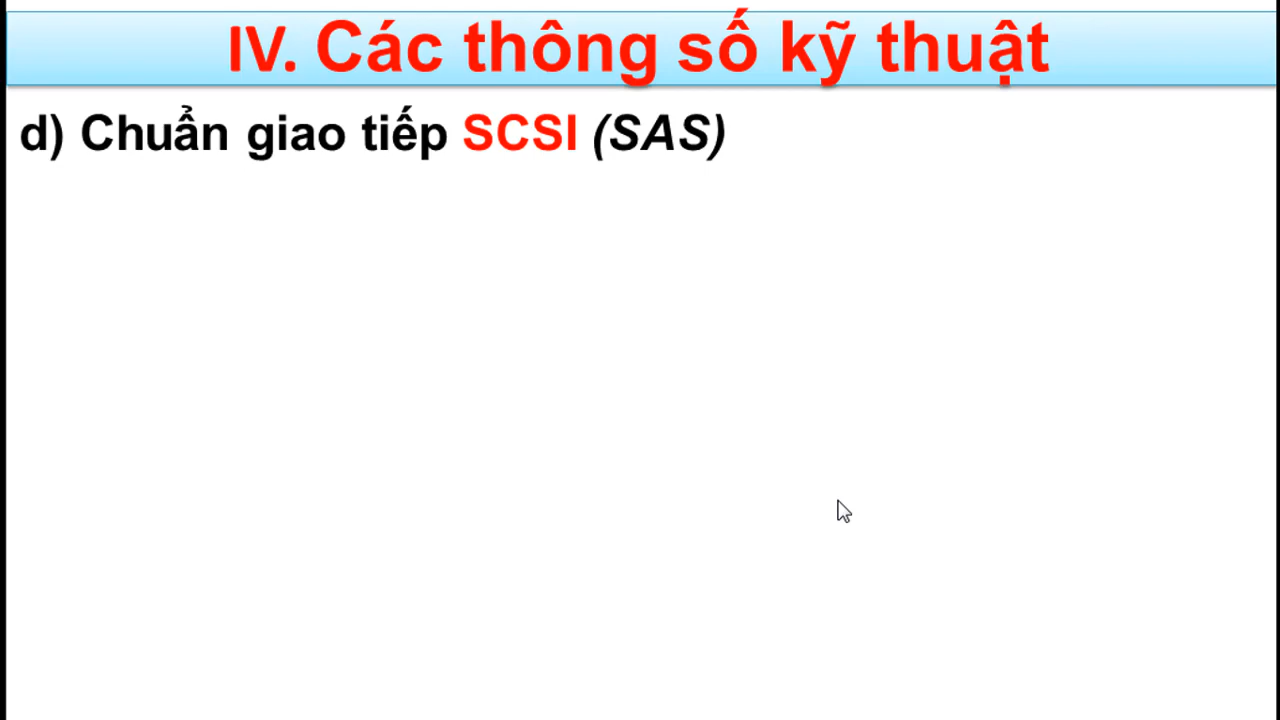 IV. Các thông số kỹ thuật
d) Chuẩn giao tiếp SCSI (SAS)